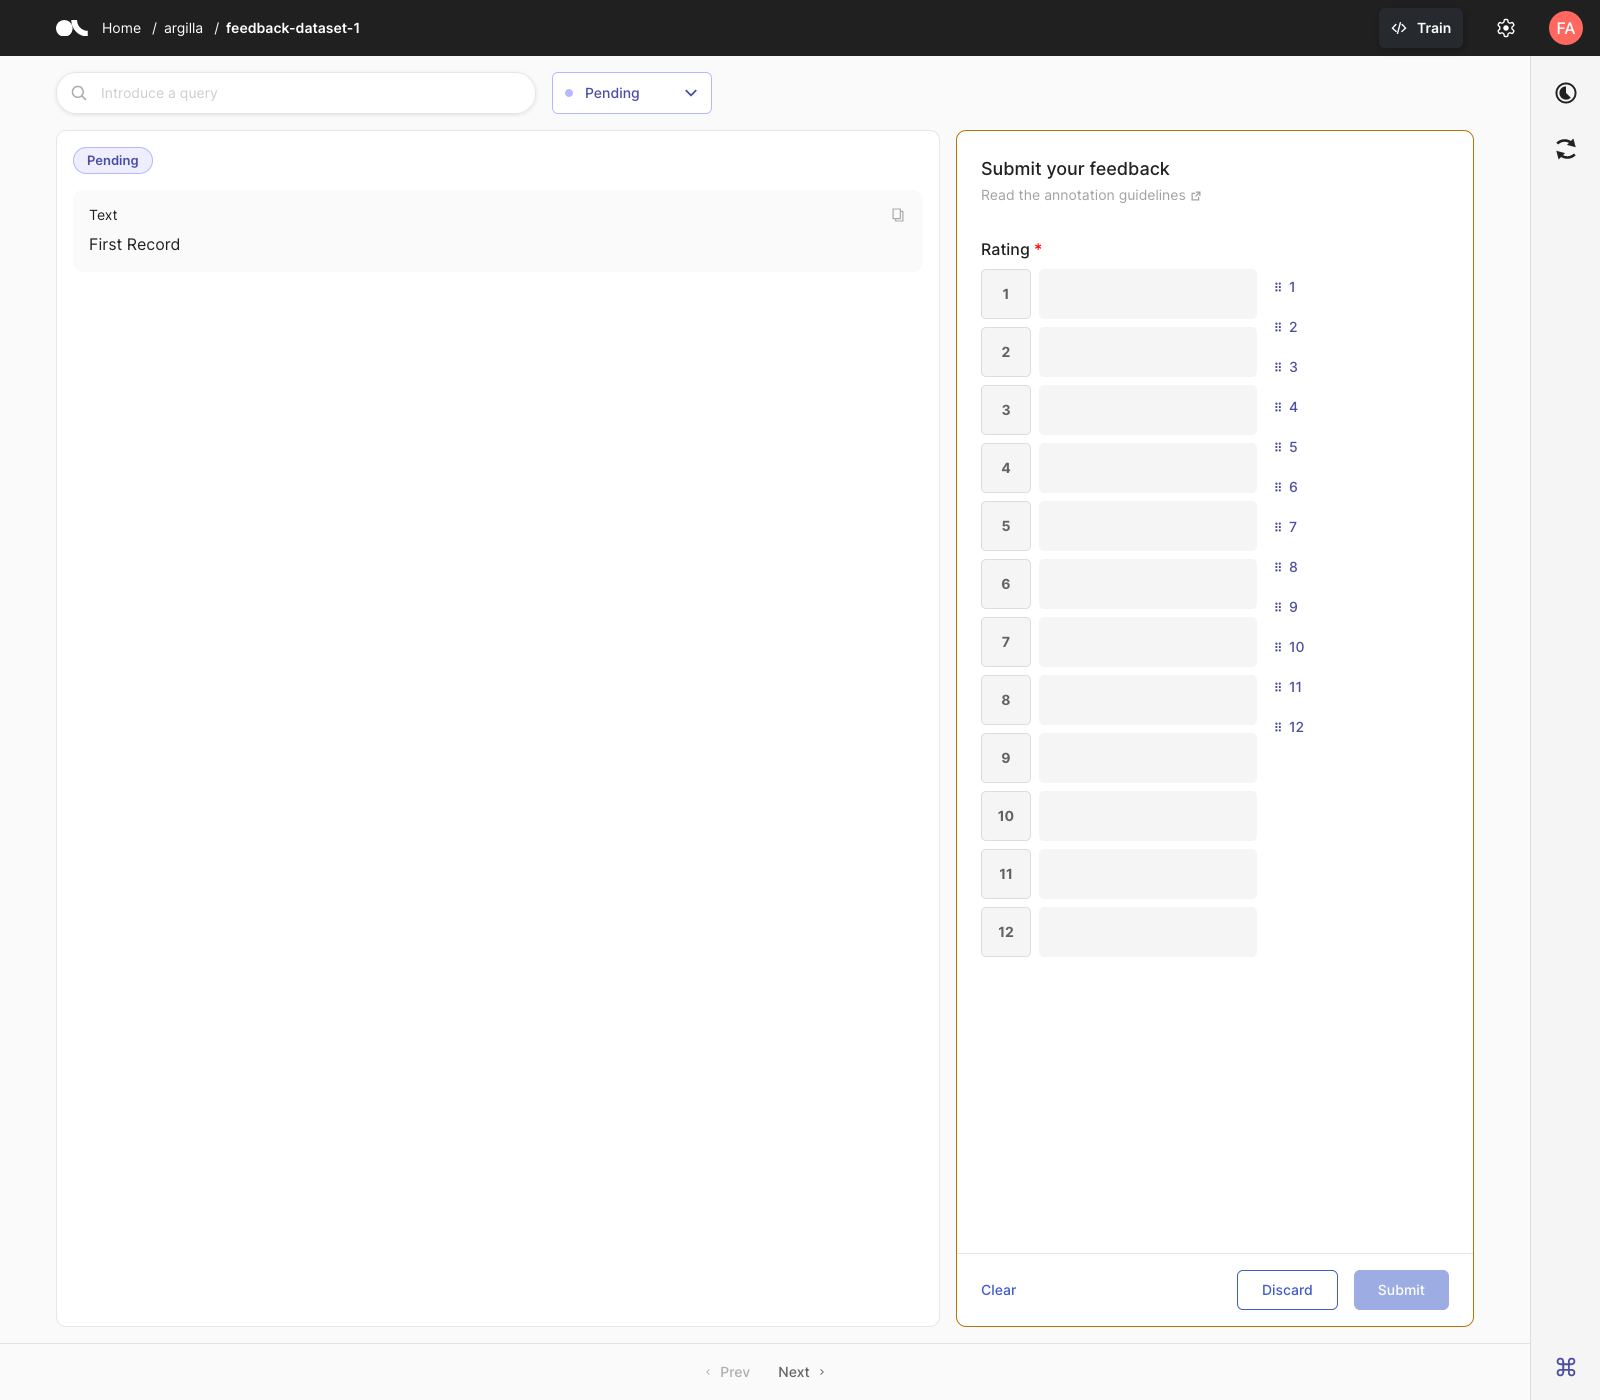 Home / argilla / feedback-dataset-1
Train
FA
Introduce a query
Pending
Pending
Text
First Record
Submit your feedback
Read the annotation guidelines
Rating *
1
2
3
4
5
6
7
8
9
10
11
12
1
2
3
4
5
6
7
8
9
10
11
12
Clear
Discard
Submit
Prev
Next